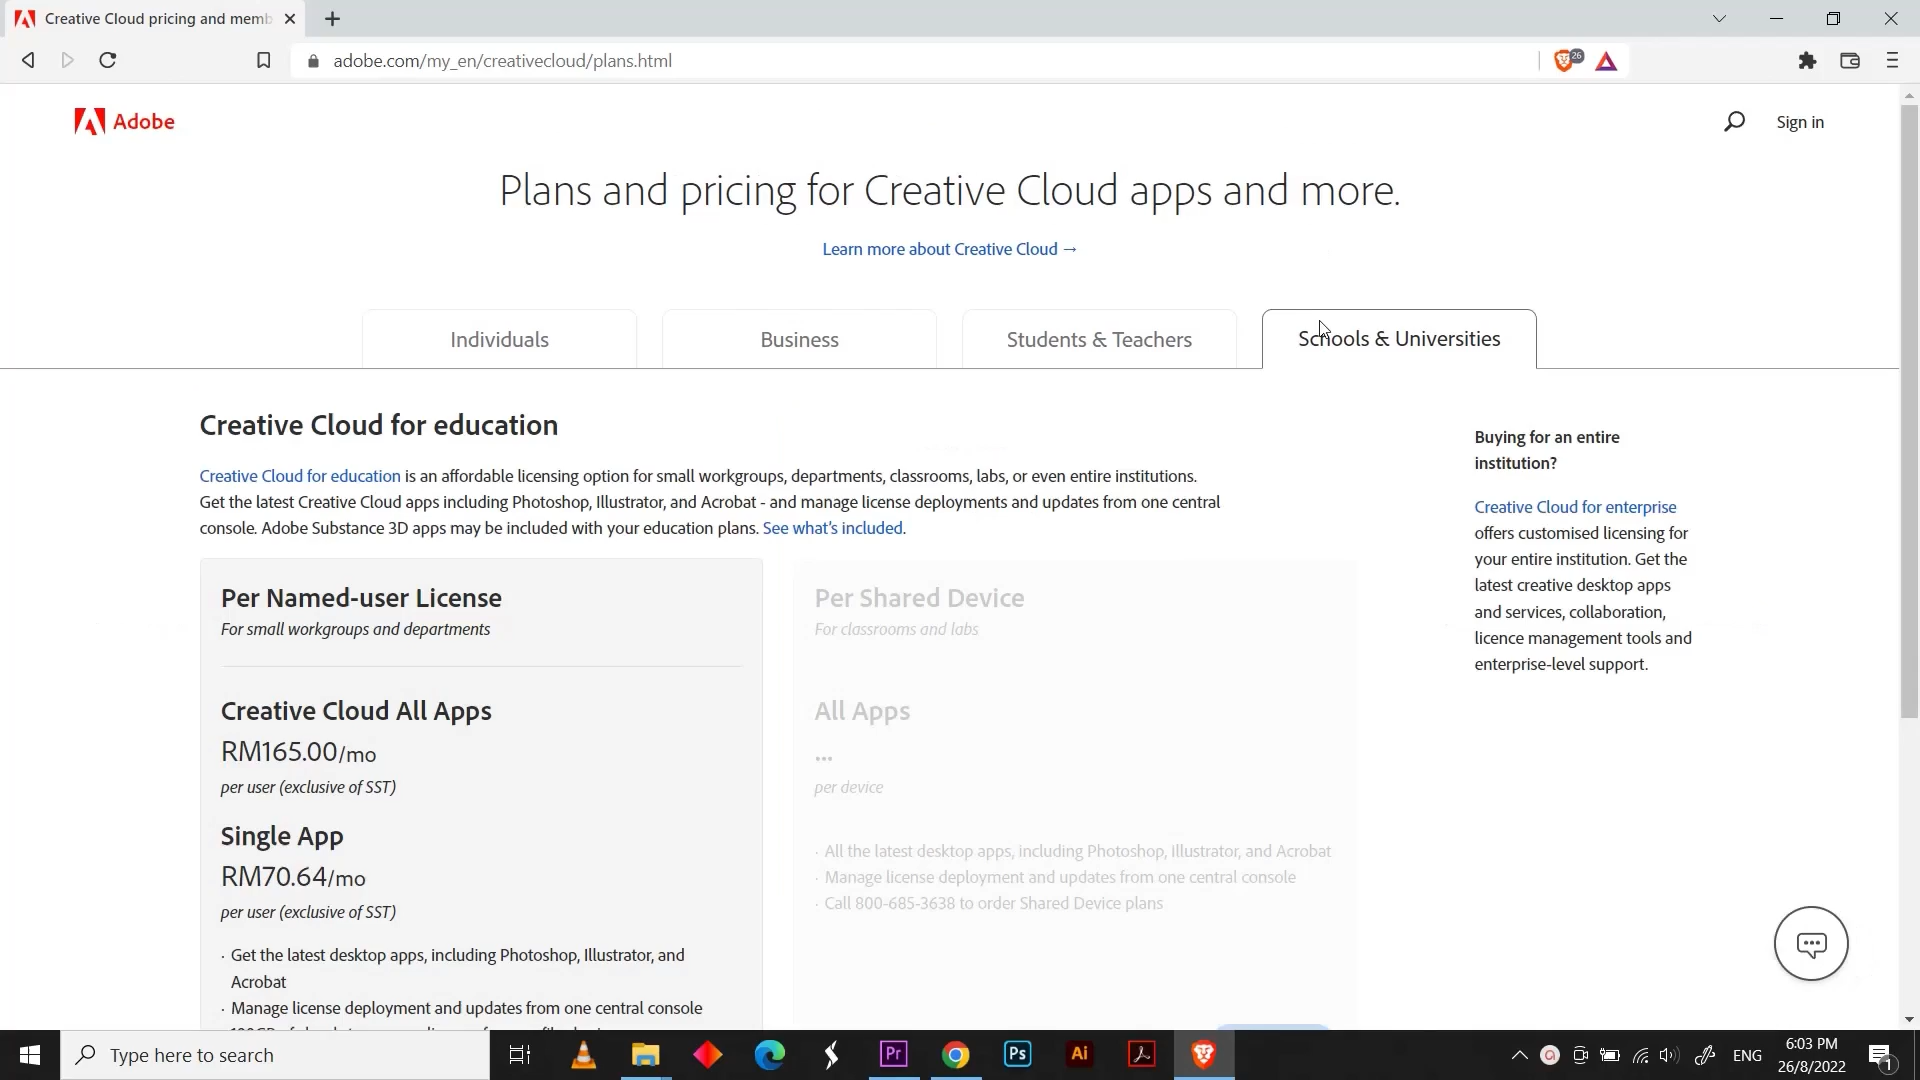 Creative Cloud pricing and memb
adobe.com/my_en/creativecloud/plans.html
26
Adobe
Sign in
Plans and pricing for Creative Cloud apps and more.
Learn more about Creative Cloud →
Individuals
Business
Students & Teachers
Schools & Universities
Creative Cloud for education
Creative Cloud for education is an affordable licensing option for small workgroups, departments, classrooms, labs, or even entire institutions.
Get the latest Creative Cloud apps including Photoshop, Illustrator, and Acrobat - and manage license deployments and updates from one central
console. Adobe Substance 3D apps may be included with your education plans. See what's included.
Buying for an entire
institution?
Creative Cloud for enterprise
offers customised licensing for
your entire institution. Get the
latest creative desktop apps
and services, collaboration,
licence management tools and
enterprise-level support.
Per Named-user License
For small workgroups and departments
Creative Cloud All Apps
RM165.00/mo
per user (exclusive of SST)
Single App
RM70.64/mo
per user (exclusive of SST)
· Get the latest desktop apps, including Photoshop, Illustrator, and
Acrobat
· Manage license deployment and updates from one central console
Per Shared Device
For classrooms and labs
All Apps
...
per device
· All the latest desktop apps, including Photoshop, Illustrator, and Acrobat
· Manage license deployment and updates from one central console
· Call 800-685-3638 to order Shared Device plans
Type here to search
Pr
Ps
Ai
ENG
6:03 PM
26/8/2022
1